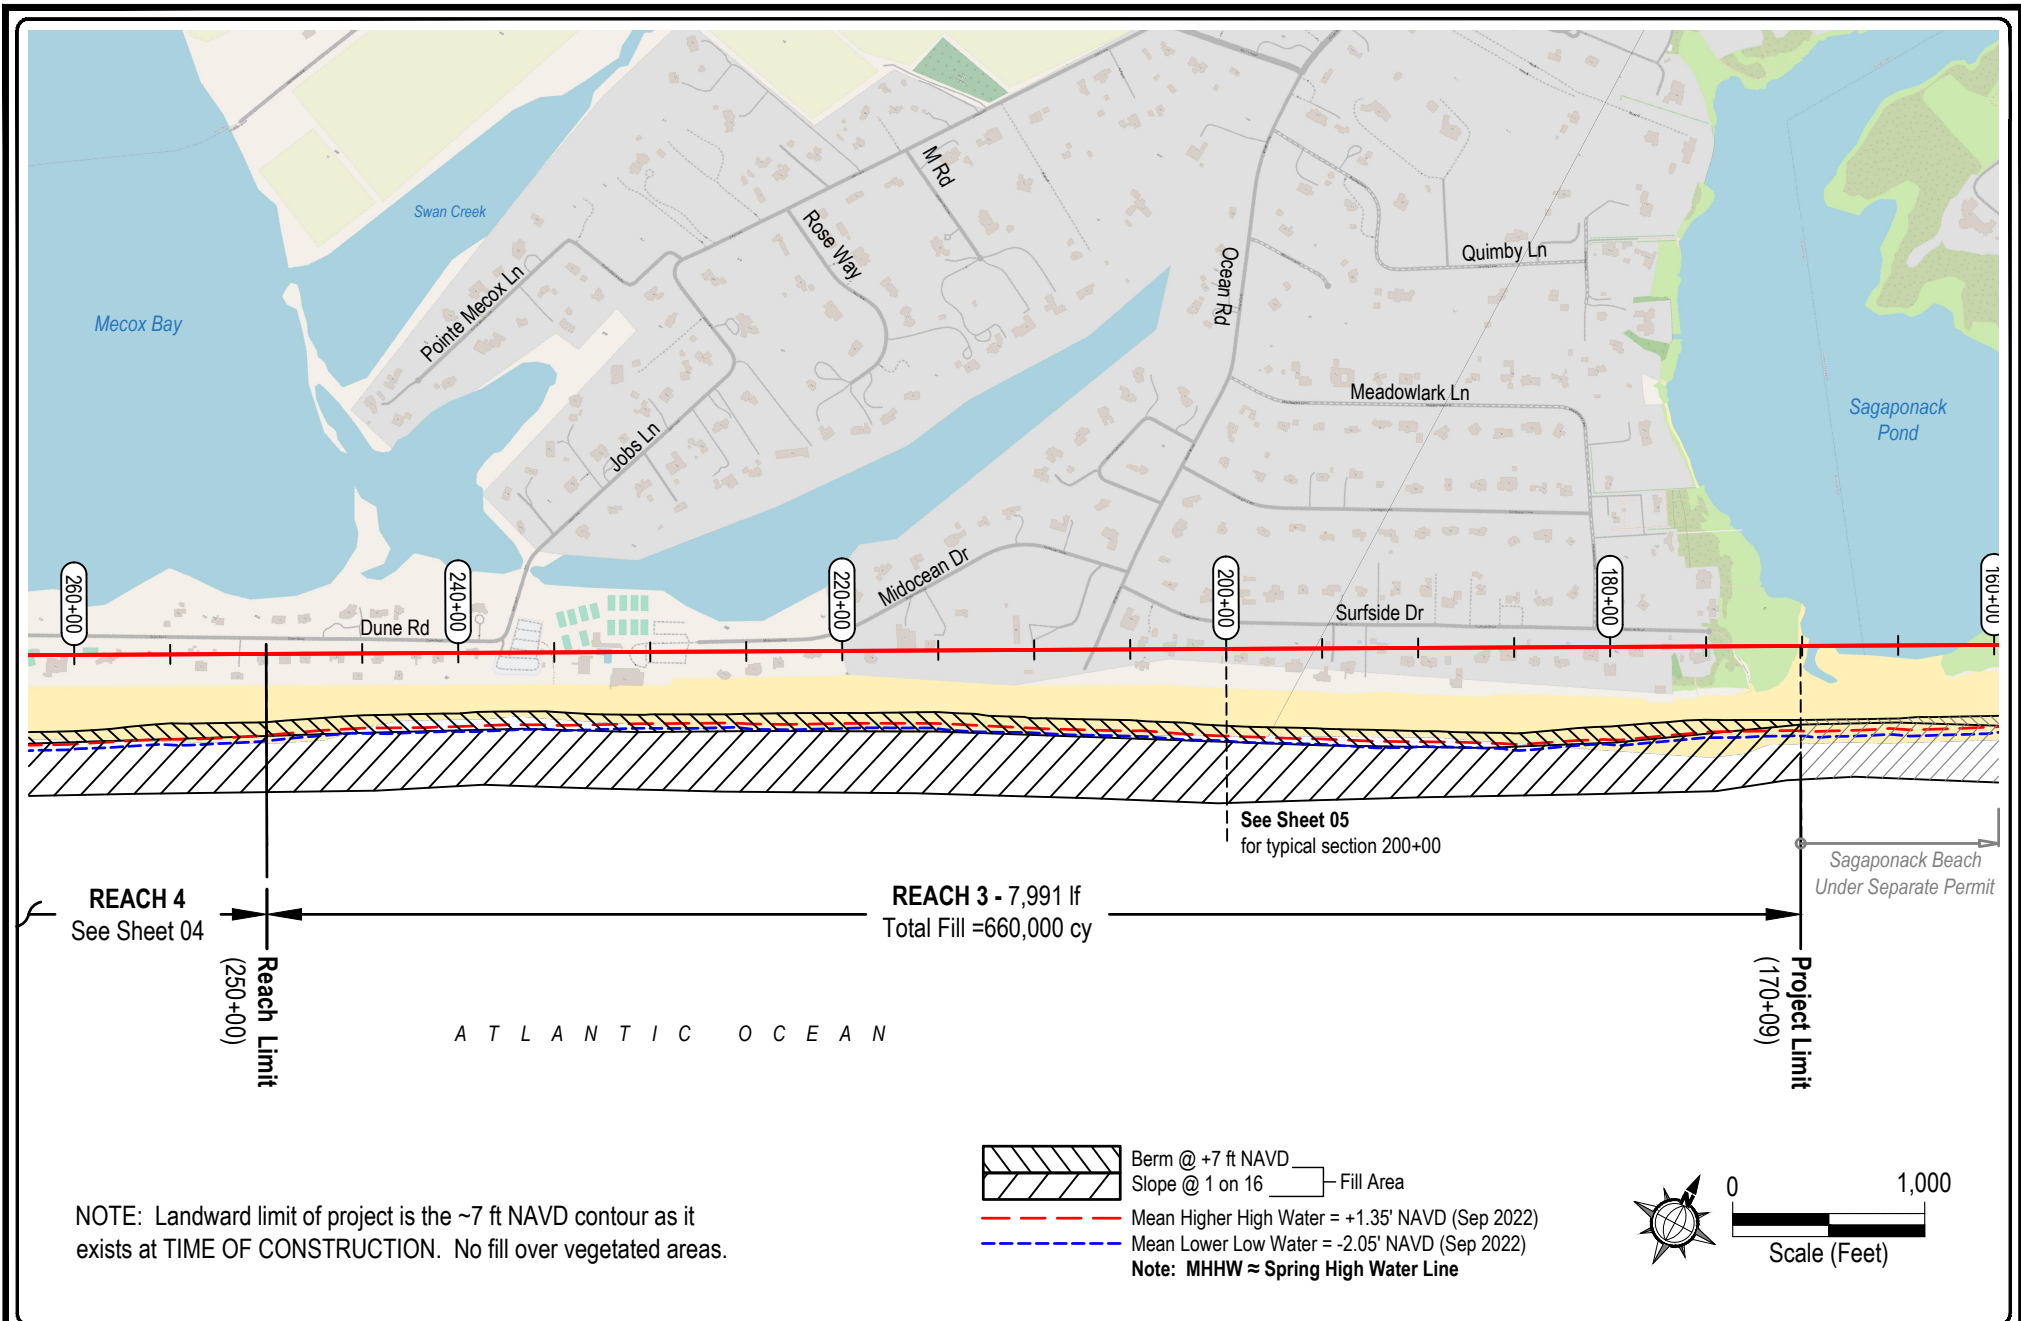 Swan Creek
Mecox Bay
Pointe Mecox Ln
M Rd
Rose Way
Jobs Ln
Ocean Rd
Quimby Ln
Meadowlark Ln
Sagaponack
Pond
Midocean Dr
Dune Rd
Surfside Dr
260+00
240+00
220+00
200+00
180+00
160+00
See Sheet 05
for typical section 200+00
Sagaponack Beach
Under Separate Permit
REACH 4
See Sheet 04
REACH 3 - 7,991 lf
Total Fill =660,000 cy
Reach Limit
(250+00)
Project Limit
(170+09)
ATLANTIC OCEAN
NOTE: Landward limit of project is the ~7 ft NAVD contour as it
exists at TIME OF CONSTRUCTION. No fill over vegetated areas.
Berm @ +7 ft NAVD
Slope @ 1 on 16
Fill Area
Mean Higher High Water = +1.35' NAVD (Sep 2022)
Mean Lower Low Water = -2.05' NAVD (Sep 2022)
Note: MHHW ≈ Spring High Water Line
0
1,000
Scale (Feet)